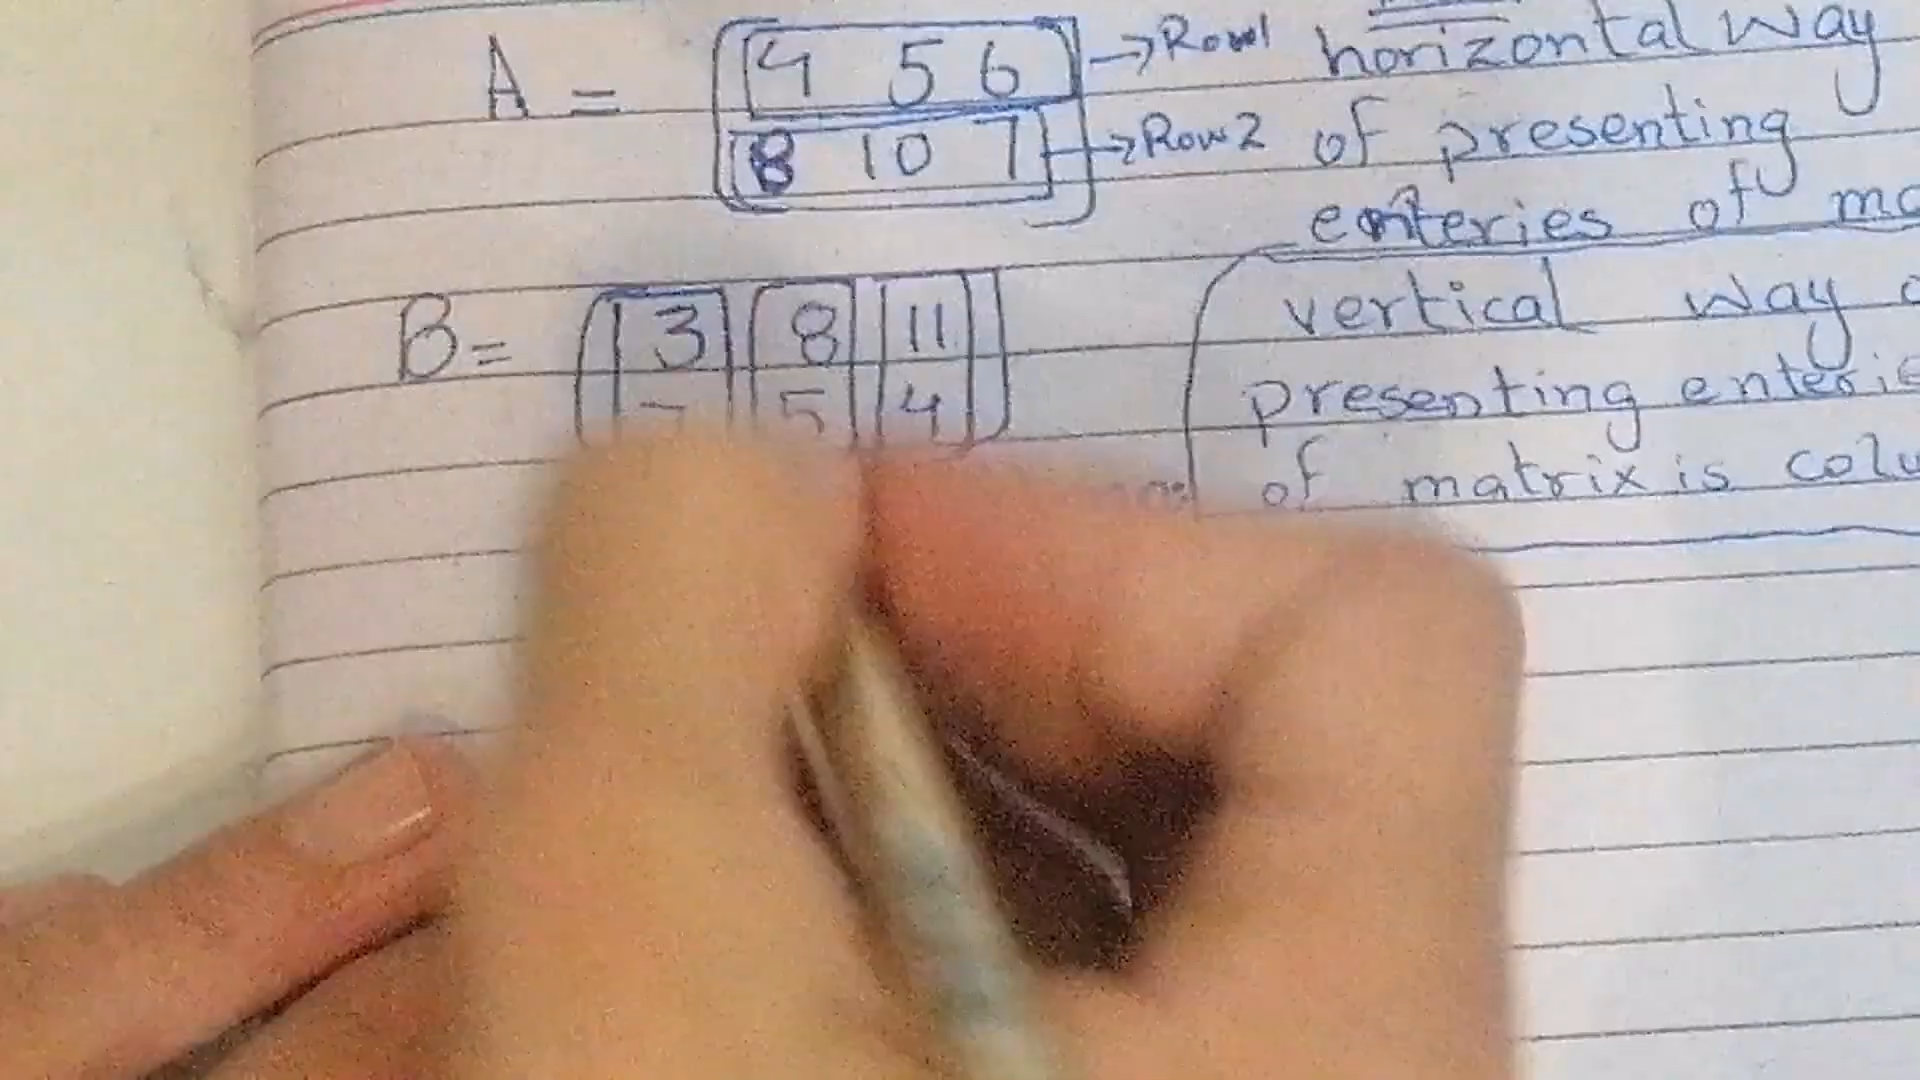 A = 4 5 6 →Row1 horizontal way
8 10 7 →Row2 of presenting
enteries of
B= 3 8 11 vertical way
5 4 presenting
of matrix is